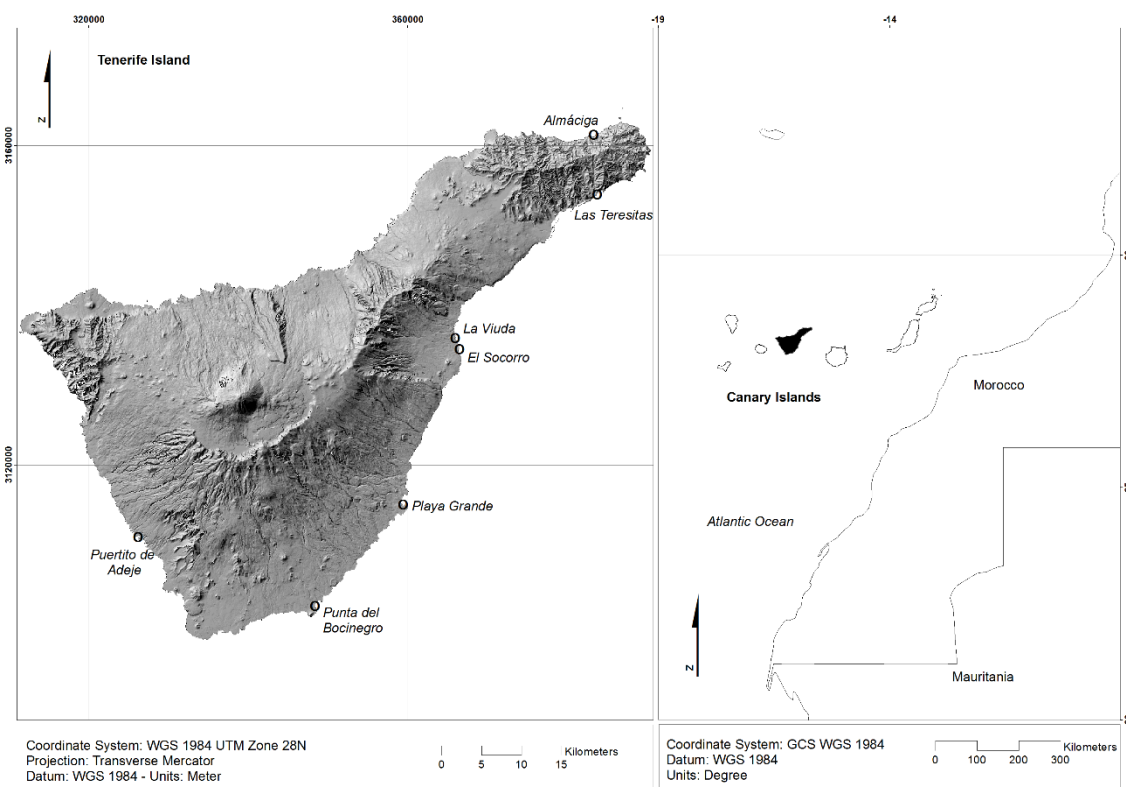 320000
360000
-19
-14
Tenerife Island
N
Almáciga
3160000
Las Teresitas
La Viuda
El Socorro
3120000
Playa Grande
Puertito de
Adeje
Punta del
Bocinegro
Canary Islands
Morocco
Atlantic Ocean
N
Mauritania
Coordinate System: WGS 1984 UTM Zone 28N
Projection: Transverse Mercator
Datum: WGS 1984 - Units: Meter
Kilometers
0 5 10 15
Coordinate System: GCS WGS 1984
Datum: WGS 1984
Units: Degree
Kilometers
0 100 200 300